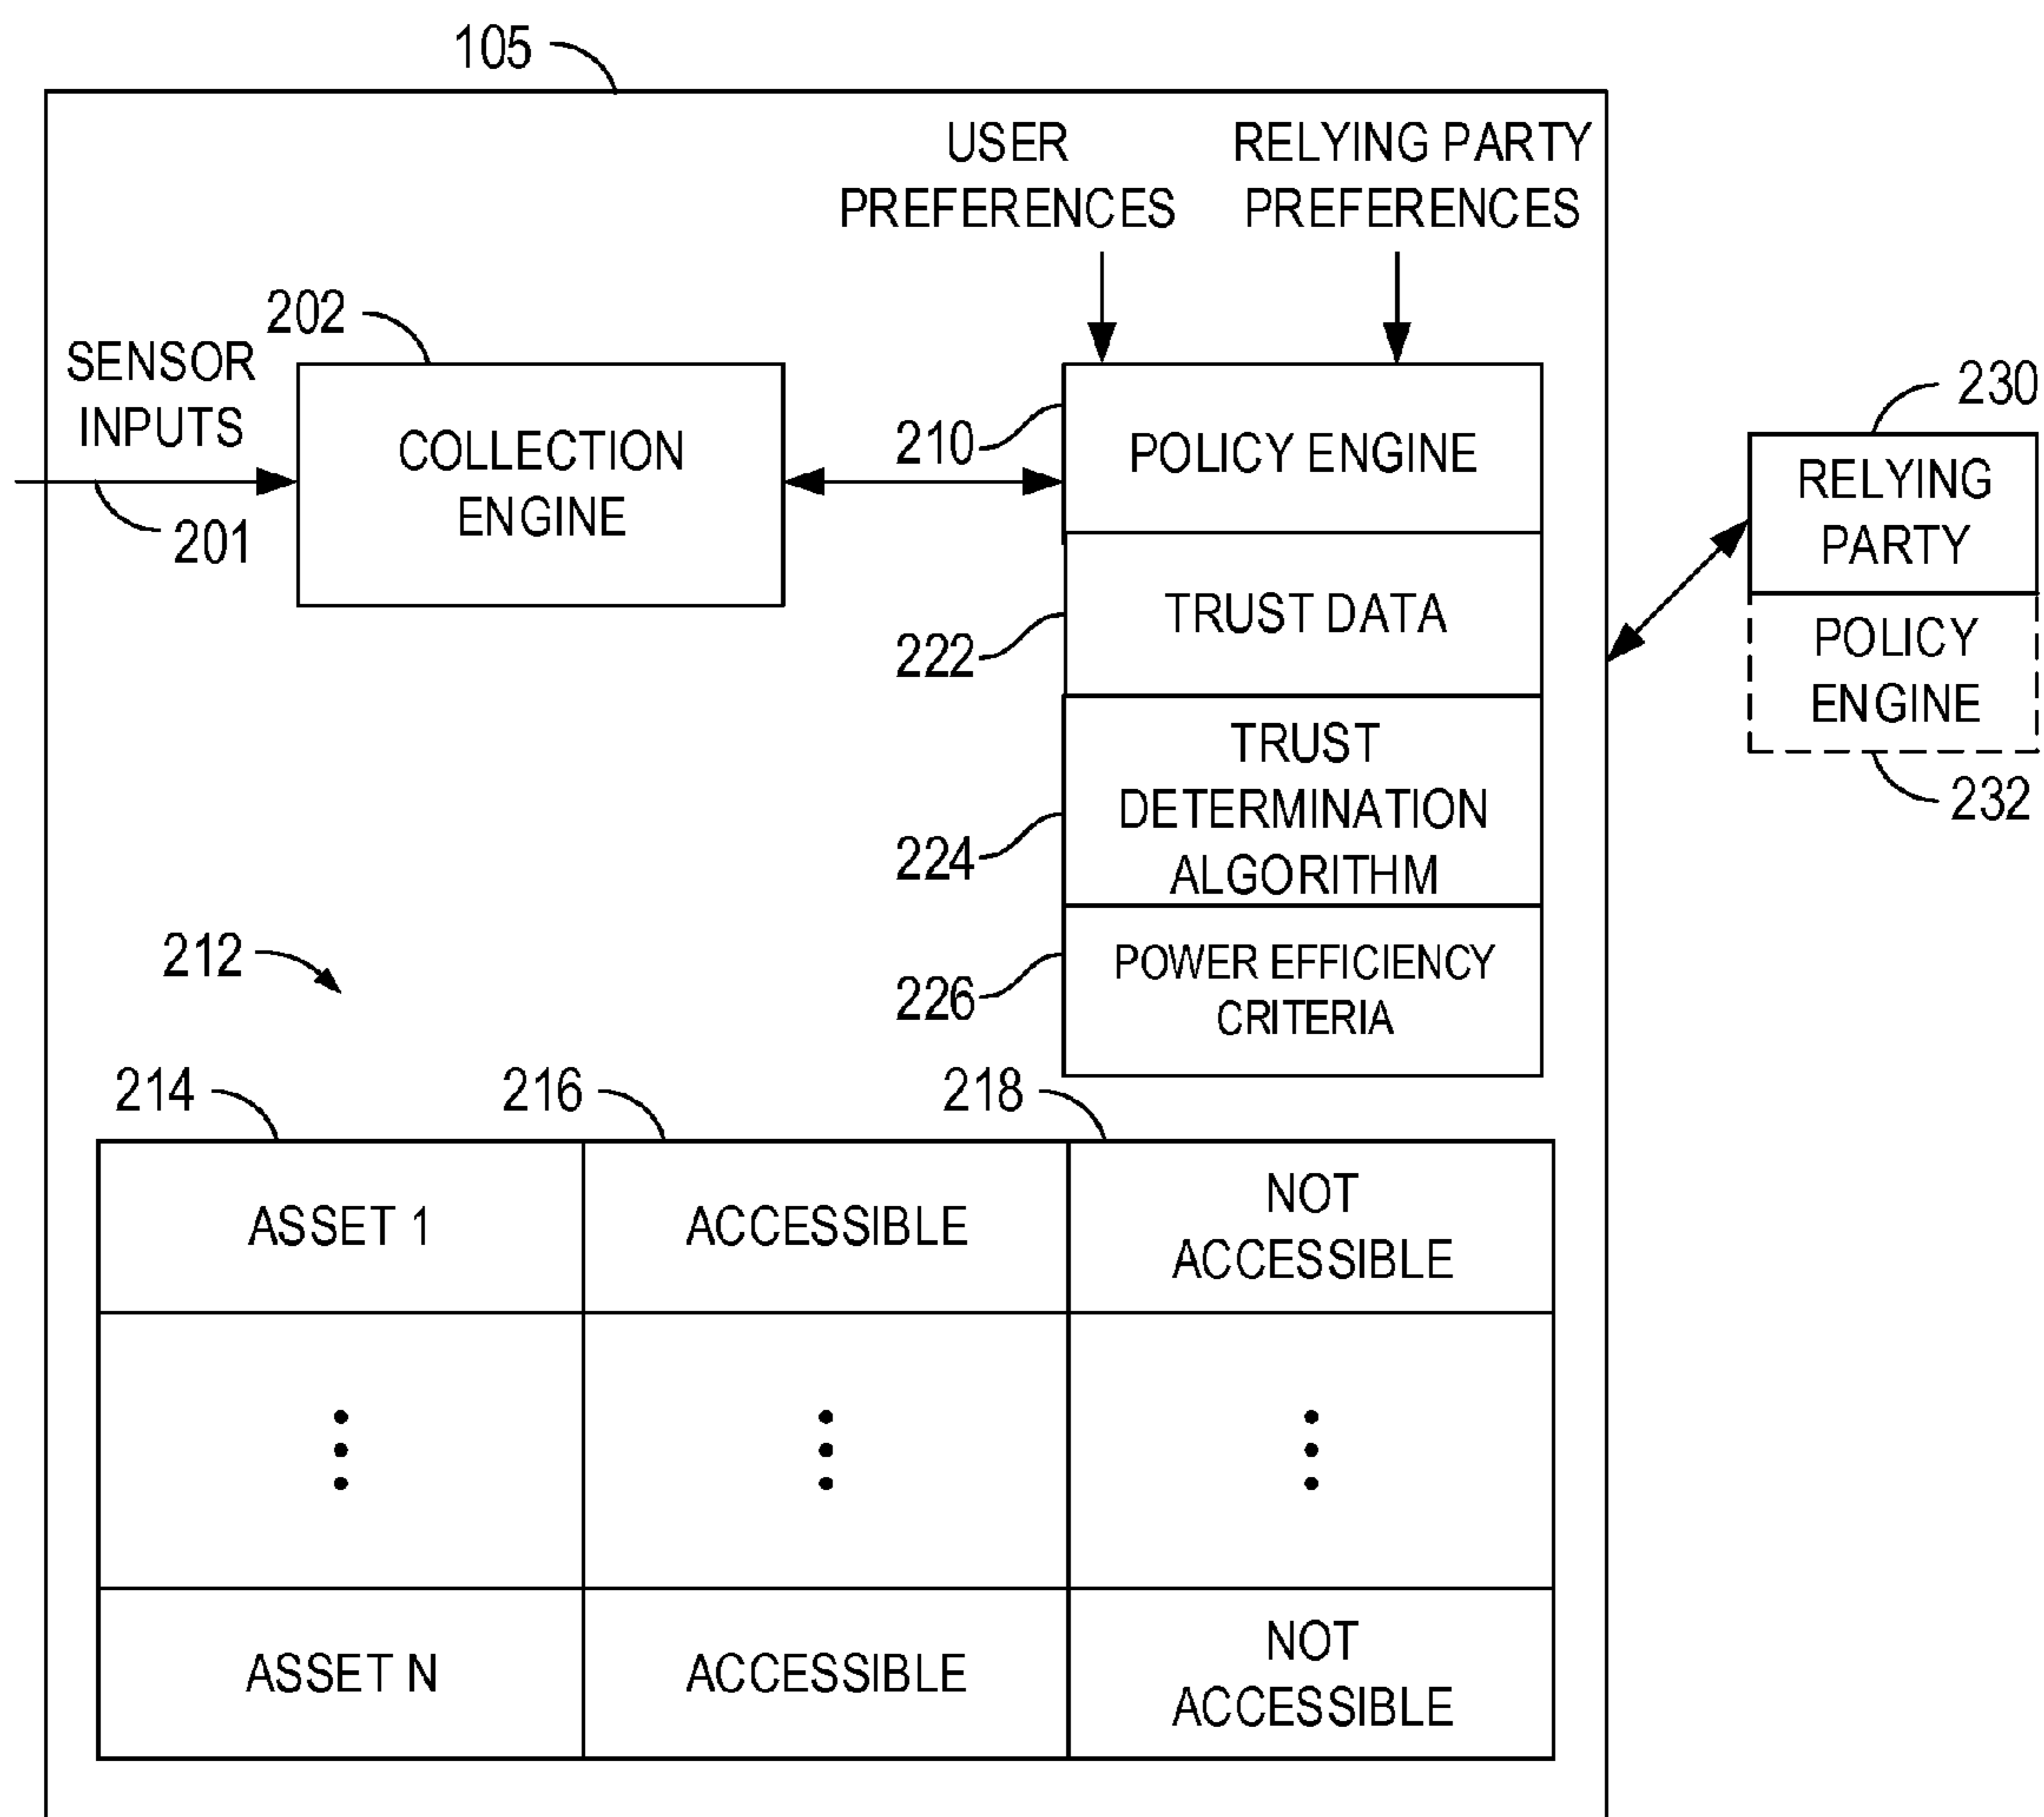 105
USER
PREFERENCES
RELYING PARTY
PREFERENCES
202
SENSOR
INPUTS
201
COLLECTION
ENGINE
210
POLICY ENGINE
222
TRUST DATA
224
TRUST
DETERMINATION
ALGORITHM
226
POWER EFFICIENCY
CRITERIA
230
RELYING
PARTY
POLICY
ENGINE
232
212
214
216
218
ASSET 1
ACCESSIBLE
NOT
ACCESSIBLE
ASSET N
ACCESSIBLE
NOT
ACCESSIBLE